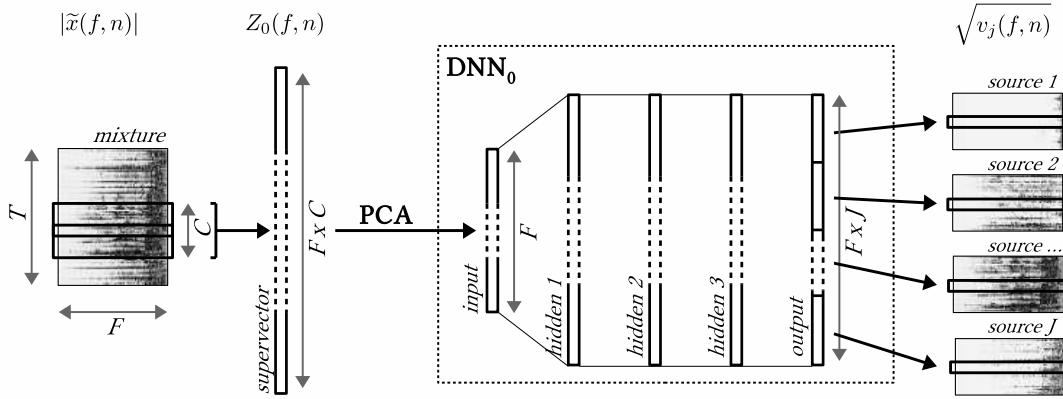 |x̃(f, n)|
Z₀(f, n)
√v_j(f, n)
DNN₀
mixture
T
C
F
supervector
F x C
PCA
input
F
hidden 1
hidden 2
hidden 3
output
F x J
source 1
source 2
source ...
source J